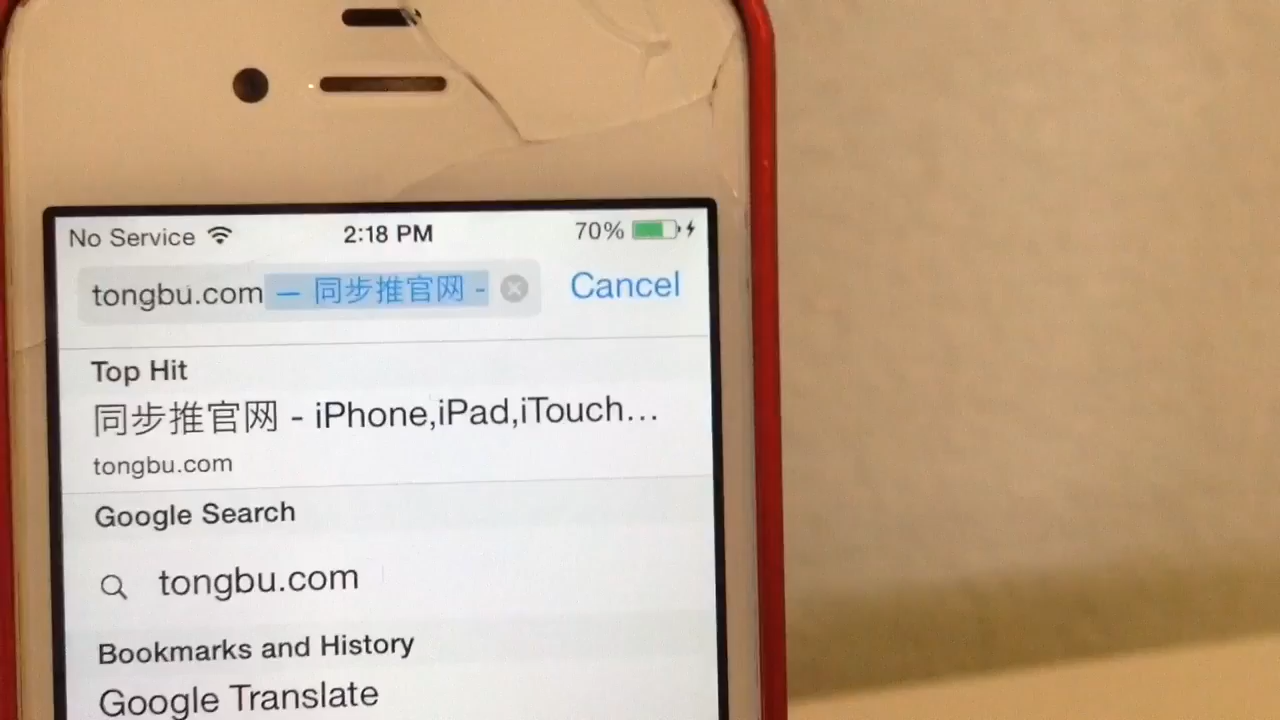 No Service 2:18 PM 70%
tongbu.com — 同步推官网 - Cancel
Top Hit
同步推官网 - iPhone,iPad,iTouch...
tongbu.com
Google Search
tongbu.com
Bookmarks and History
Google Translate